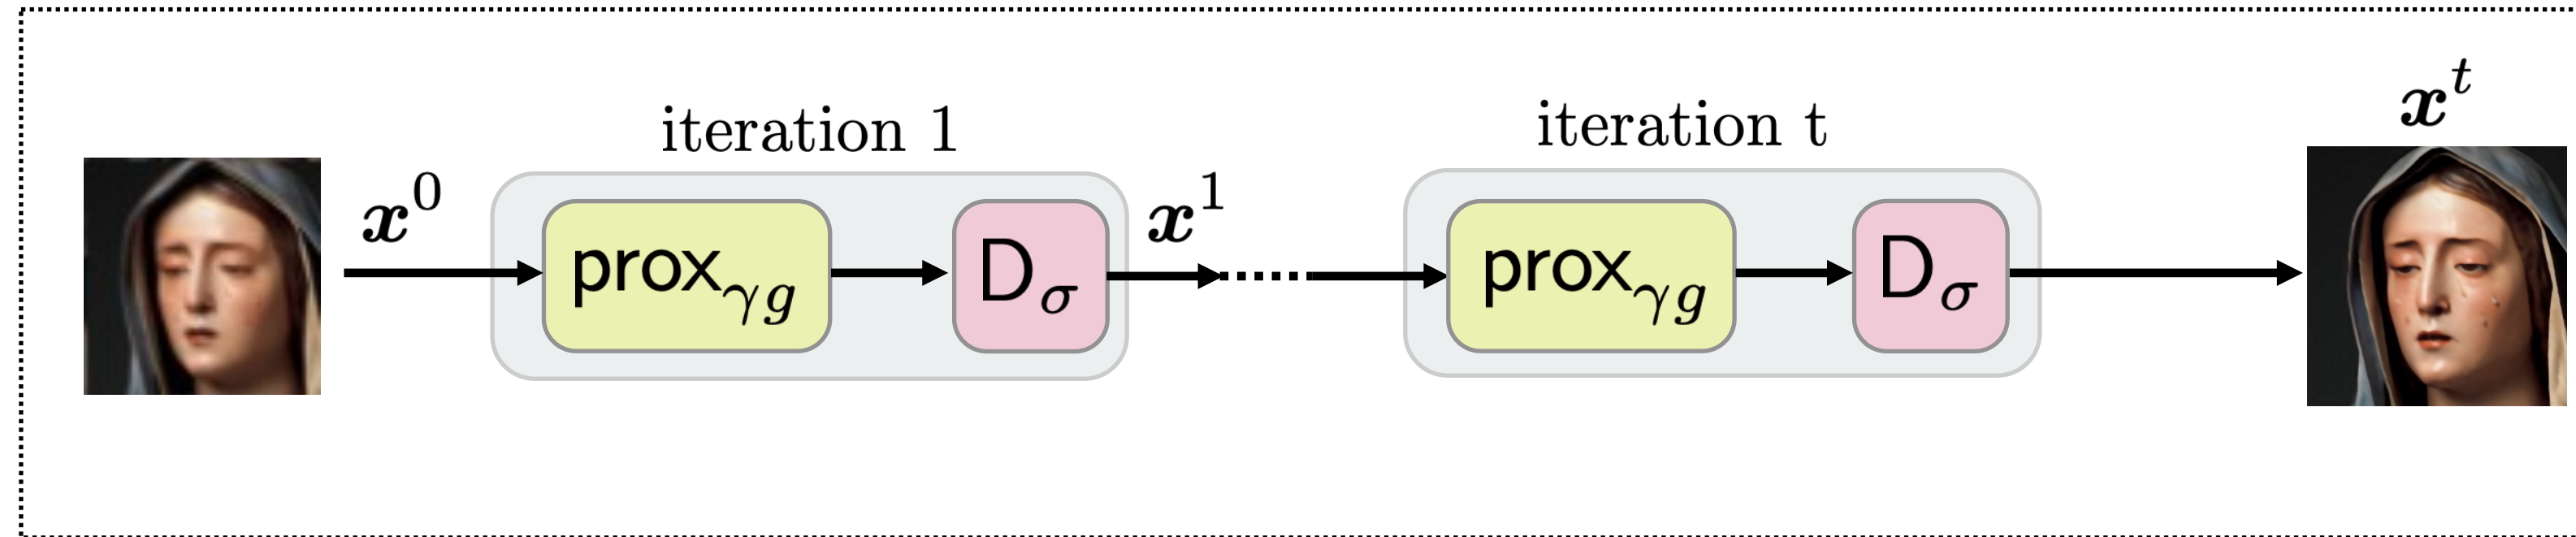 iteration 1
iteration t
x^t
x^0
prox_γg
D_σ
x^1
prox_γg
D_σ